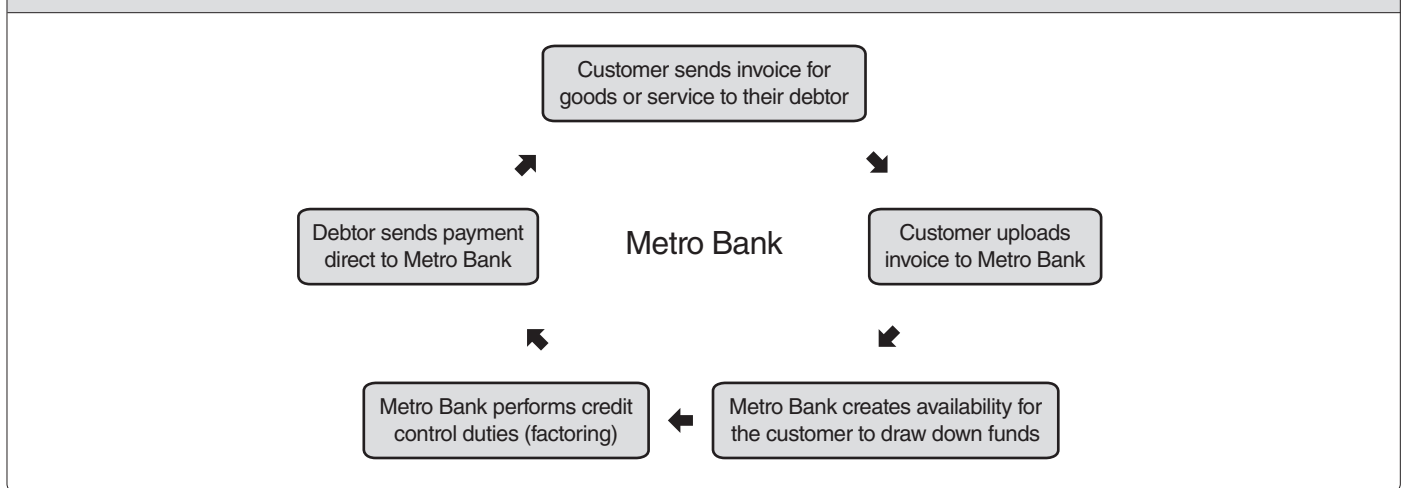 Customer sends invoice for
goods or service to their debtor
Debtor sends payment
direct to Metro Bank
Metro Bank
Customer uploads
invoice to Metro Bank
Metro Bank performs credit
control duties (factoring)
Metro Bank creates availability for
the customer to draw down funds